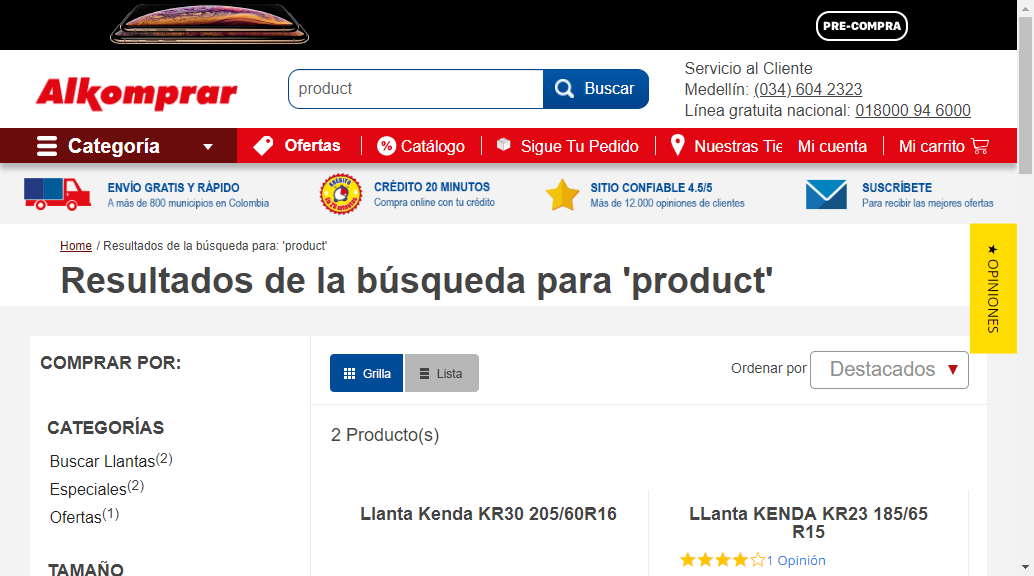 PRE-COMPRA
Alkomprar
product
Buscar
Servicio al Cliente
Medellín: (034) 604 2323
Línea gratuita nacional: 018000 94 6000
Categoría
Ofertas
% Catálogo
Sigue Tu Pedido
Nuestras Tie
Mi cuenta
Mi carrito
ENVÍO GRATIS Y RÁPIDO
A más de 800 municipios en Colombia
CRÉDITO 20 MINUTOS
Compra online con tu crédito
SITIO CONFIABLE 4.5/5
Más de 12.000 opiniones de clientes
SUSCRÍBETE
Para recibir las mejores ofertas
Home / Resultados de la búsqueda para: 'product'
Resultados de la búsqueda para 'product'
★ OPINIONES
COMPRAR POR:
Grilla
Lista
Ordenar por
Destacados
CATEGORÍAS
Buscar Llantas(2)
Especiales(2)
Ofertas(1)
TAMAÑO
2 Producto(s)
Llanta Kenda KR30 205/60R16
LLanta KENDA KR23 185/65
R15
1 Opinión